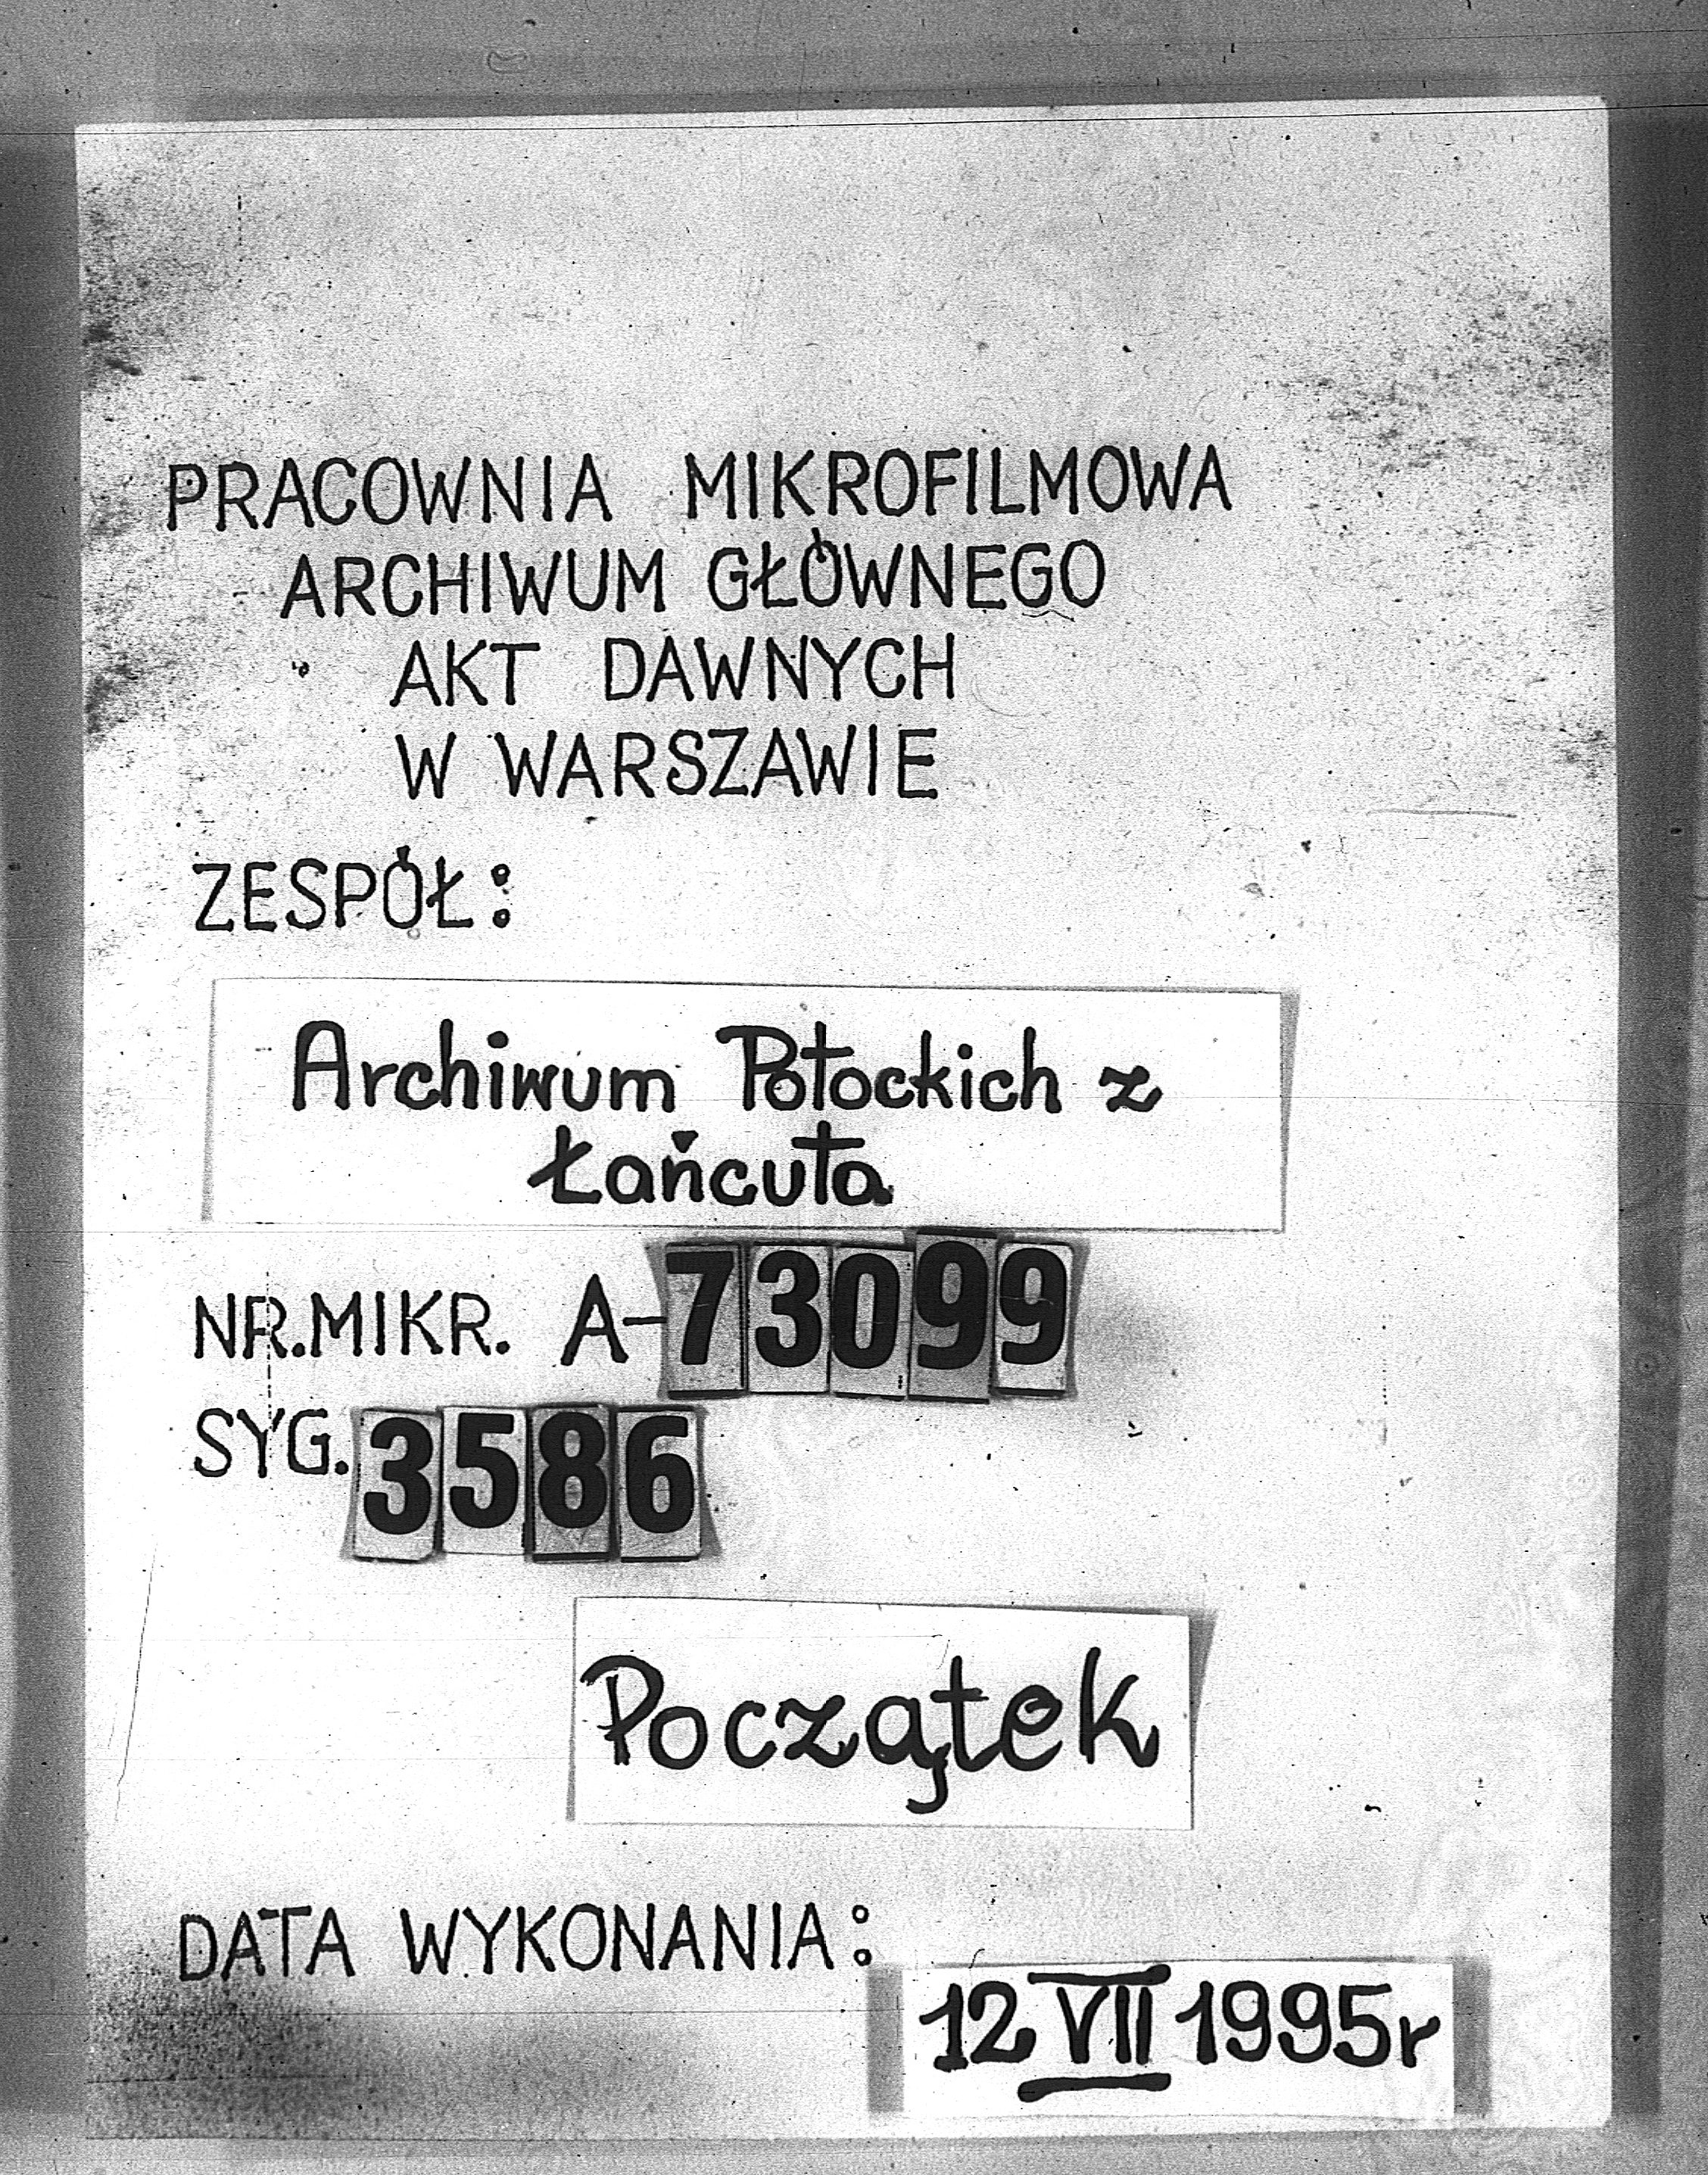 PRACOWNIA MIKROFILMOWA
ARCHIWUM GŁÓWNEGO
AKT DAWNYCH
W WARSZAWIE
ZESPÓŁ:
Archiwum Potockich z
Łańcuta
NR.MIKR. A-73099
SYG. 3586
Początek
DATA WYKONANIA:
12 VII 1995r